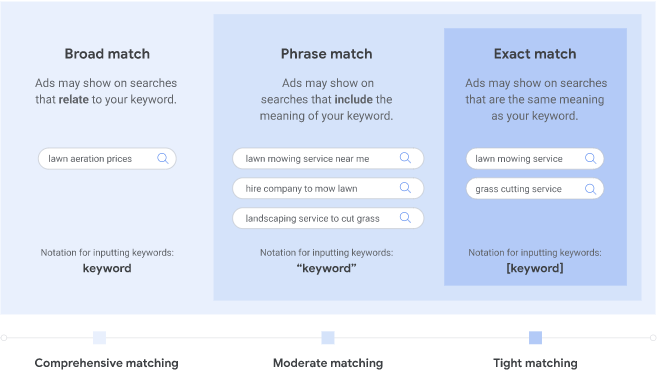 Broad match
Ads may show on searches
that relate to your keyword.
lawn aeration prices
Notation for inputting keywords:
keyword
Phrase match
Ads may show on
searches that include the
meaning of your keyword.
lawn mowing service near me
hire company to mow lawn
landscaping service to cut grass
Notation for inputting keywords:
“keyword”
Exact match
Ads may show on searches
that are the same meaning
as your keyword.
lawn mowing service
grass cutting service
Notation for inputting keywords:
[keyword]
Comprehensive matching
Moderate matching
Tight matching